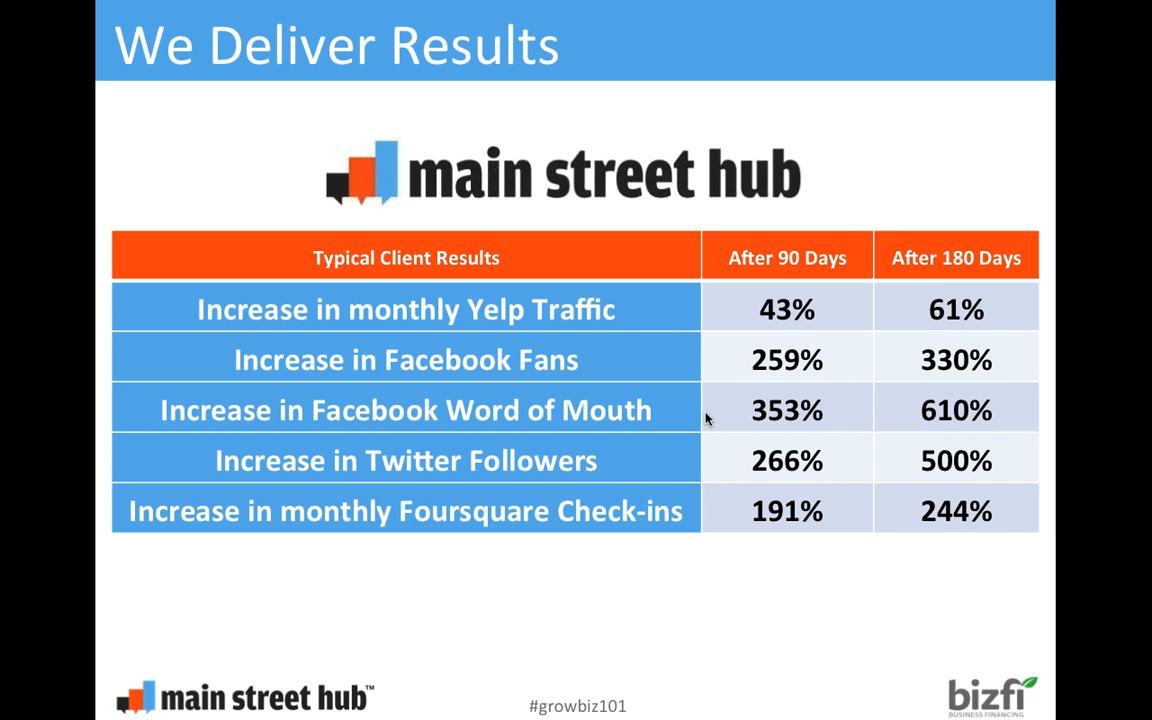 We Deliver Results
main street hub
Typical Client Results After 90 Days After 180 Days
Increase in monthly Yelp Traffic 43% 61%
Increase in Facebook Fans 259% 330%
Increase in Facebook Word of Mouth 353% 610%
Increase in Twitter Followers 266% 500%
Increase in monthly Foursquare Check-ins 191% 244%
main street hub™ #growbiz101 bizfi
BUSINESS FINANCING